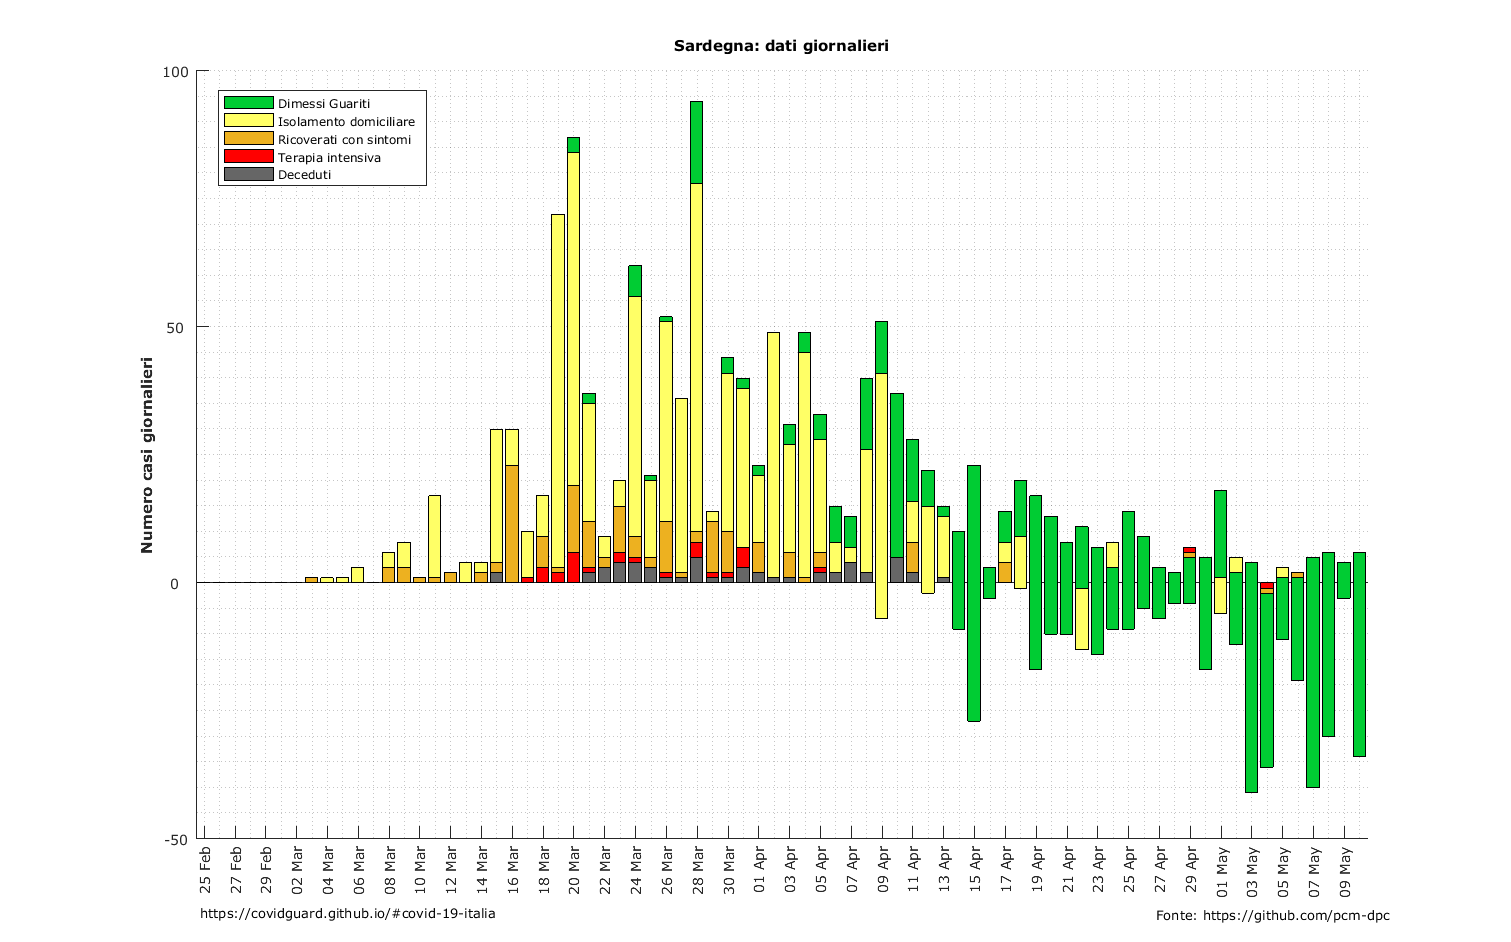 Sardegna: dati giornalieri
100
50
0
-50
Numero casi giornalieri
Dimessi Guariti
Isolamento domiciliare
Ricoverati con sintomi
Terapia intensiva
Deceduti
25 Feb
27 Feb
29 Feb
02 Mar
04 Mar
06 Mar
08 Mar
10 Mar
12 Mar
14 Mar
16 Mar
18 Mar
20 Mar
22 Mar
24 Mar
26 Mar
28 Mar
30 Mar
01 Apr
03 Apr
05 Apr
07 Apr
09 Apr
11 Apr
13 Apr
15 Apr
17 Apr
19 Apr
21 Apr
23 Apr
25 Apr
27 Apr
29 Apr
01 May
03 May
05 May
07 May
09 May
https://covidguard.github.io/#covid-19-italia
Fonte: https://github.com/pcm-dpc